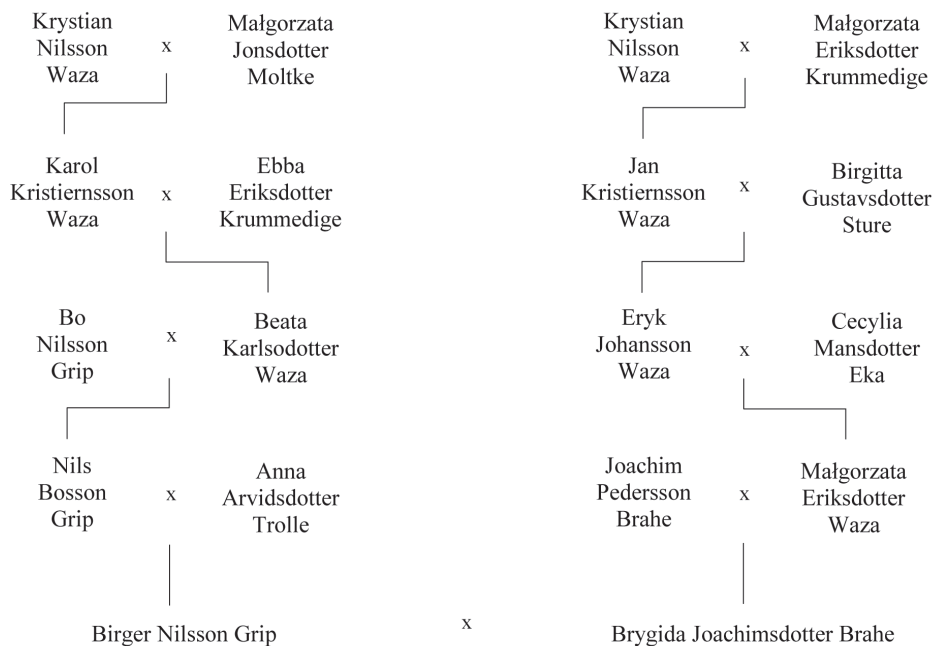 Krystian
Nilsson
Waza
x
Małgorzata
Jonsdotter
Moltke
Krystian
Nilsson
Waza
x
Małgorzata
Eriksdotter
Krummedige
Karol
Kristiernsson
Waza
x
Ebba
Eriksdotter
Krummedige
Jan
Kristiernsson
Waza
x
Birgitta
Gustavsdotter
Sture
Bo
Nilsson
Grip
x
Beata
Karlsodotter
Waza
Eryk
Johansson
Waza
x
Cecylia
Mansdotter
Eka
Nils
Bosson
Grip
x
Anna
Arvidsdotter
Trolle
Joachim
Pedersson
Brahe
x
Małgorzata
Eriksdotter
Waza
Birger Nilsson Grip
x
Brygida Joachimsdotter Brahe